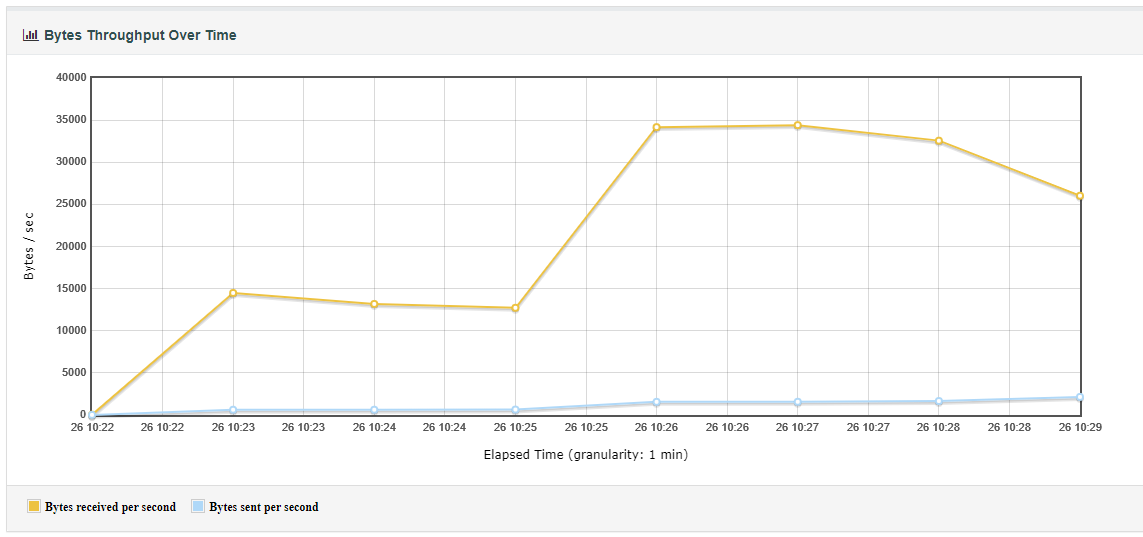 Bytes Throughput Over Time
40000
35000
30000
25000
20000
15000
10000
5000
0
Bytes / sec
26 10:22 26 10:22 26 10:23 26 10:23 26 10:24 26 10:24 26 10:25 26 10:25 26 10:26 26 10:26 26 10:27 26 10:27 26 10:28 26 10:28 26 10:29
Elapsed Time (granularity: 1 min)
Bytes received per second Bytes sent per second